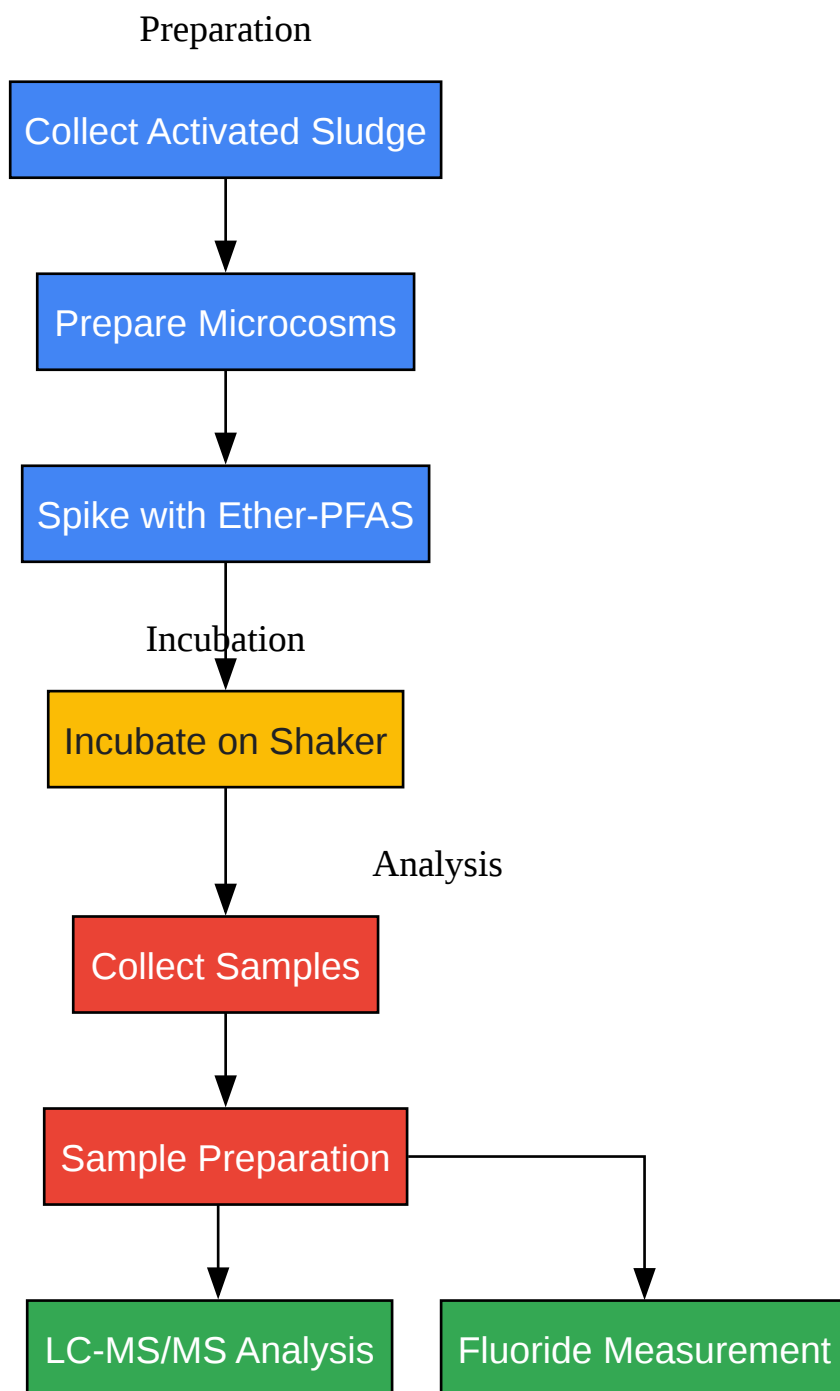 Preparation
Collect Activated Sludge
Prepare Microcosms
Spike with Ether-PFAS
Incubation
Incubate on Shaker
Analysis
Collect Samples
Sample Preparation
LC-MS/MS Analysis
Fluoride Measurement